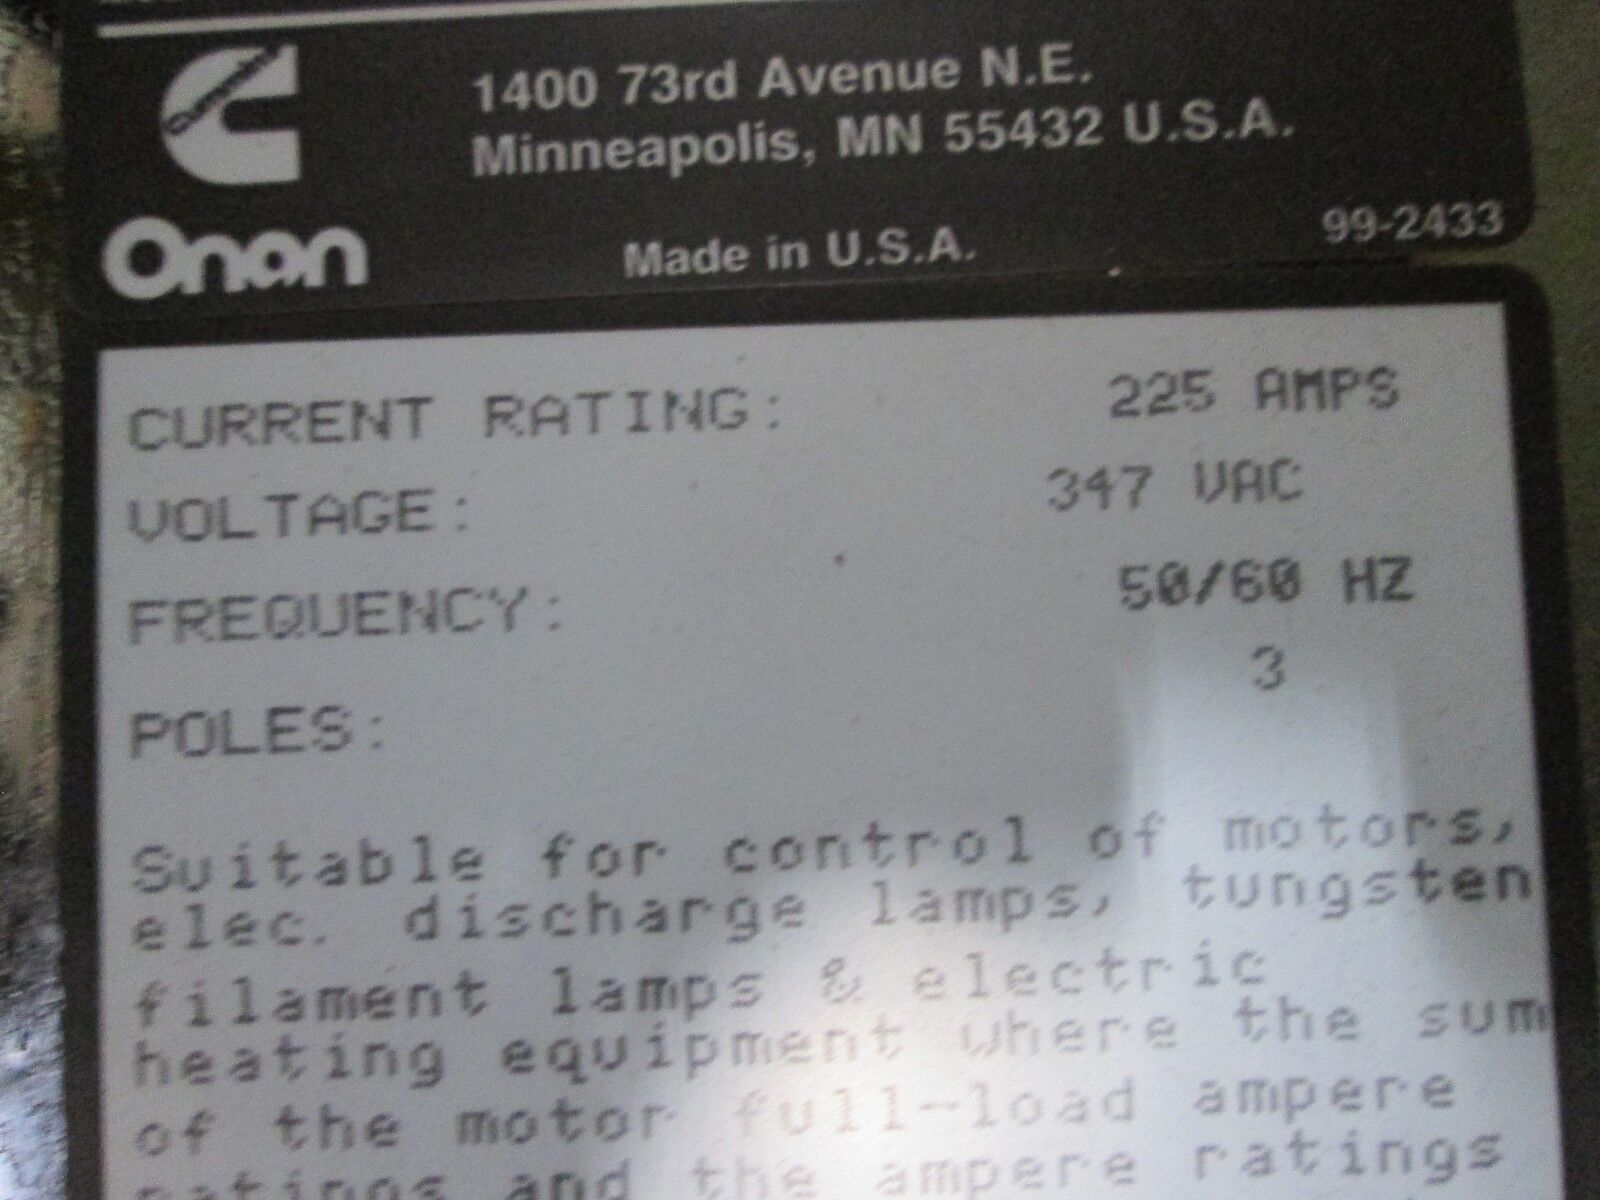 Cummins
Onan
1400 73rd Avenue N.E.
Minneapolis, MN 55432 U.S.A.
Made in U.S.A.
99-2433
CURRENT RATING: 225 AMPS
VOLTAGE: 347 VAC
FREQUENCY: 50/60 HZ
POLES: 3
Suitable for control of motors,
elec. discharge lamps, tungsten
filament lamps & electric
heating equipment where the sum
of the motor full-load ampere
ratings and the ampere ratings